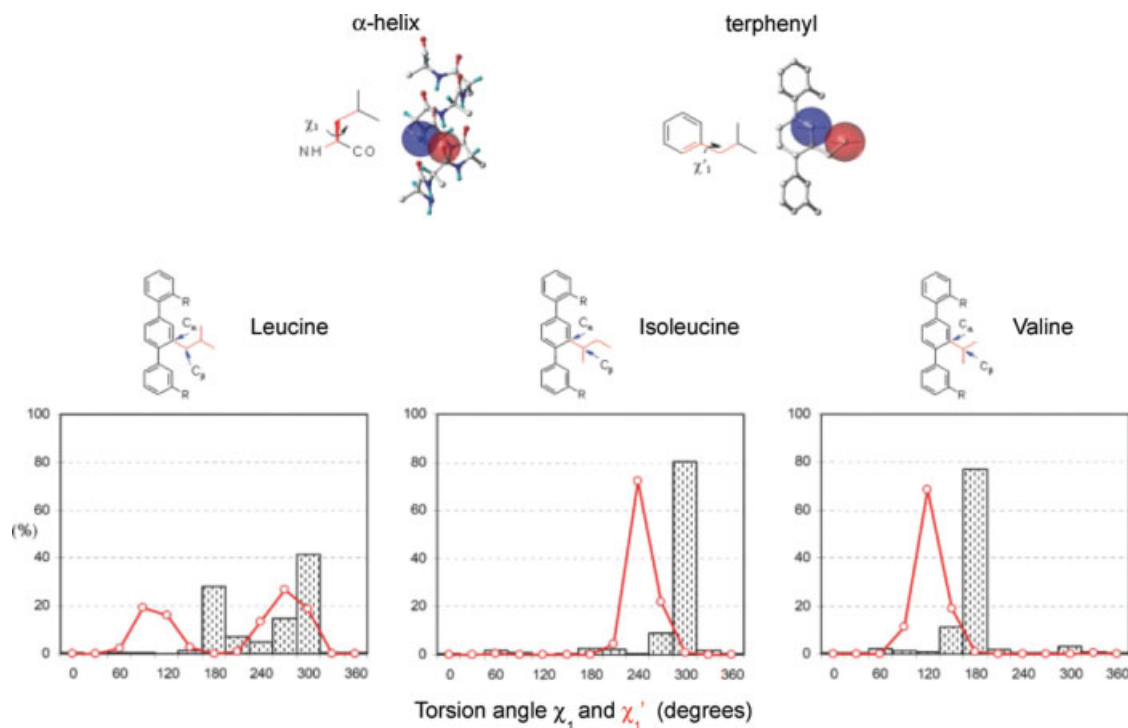 α-helix terphenyl
χ₁
NH CO
χ'₁
R R R
Leucine Isoleucine Valine
Cα Cα Cα
Cβ Cβ Cβ
R R R
100 100 100
80 80 80
60 60 60
(%)
40 40 40
20 20 20
0 0 0
0 60 120 180 240 300 360 0 60 120 180 240 300 360 0 60 120 180 240 300 360
Torsion angle χ₁ and χ₁' (degrees)